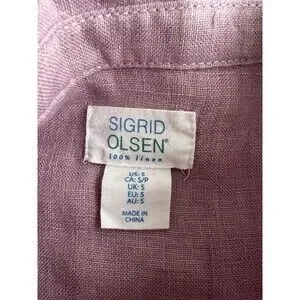 SIGRID
OLSEN®
100% linen
US: S
CA: S/P
UK: S
EU: S
AU: S
MADE IN
CHINA